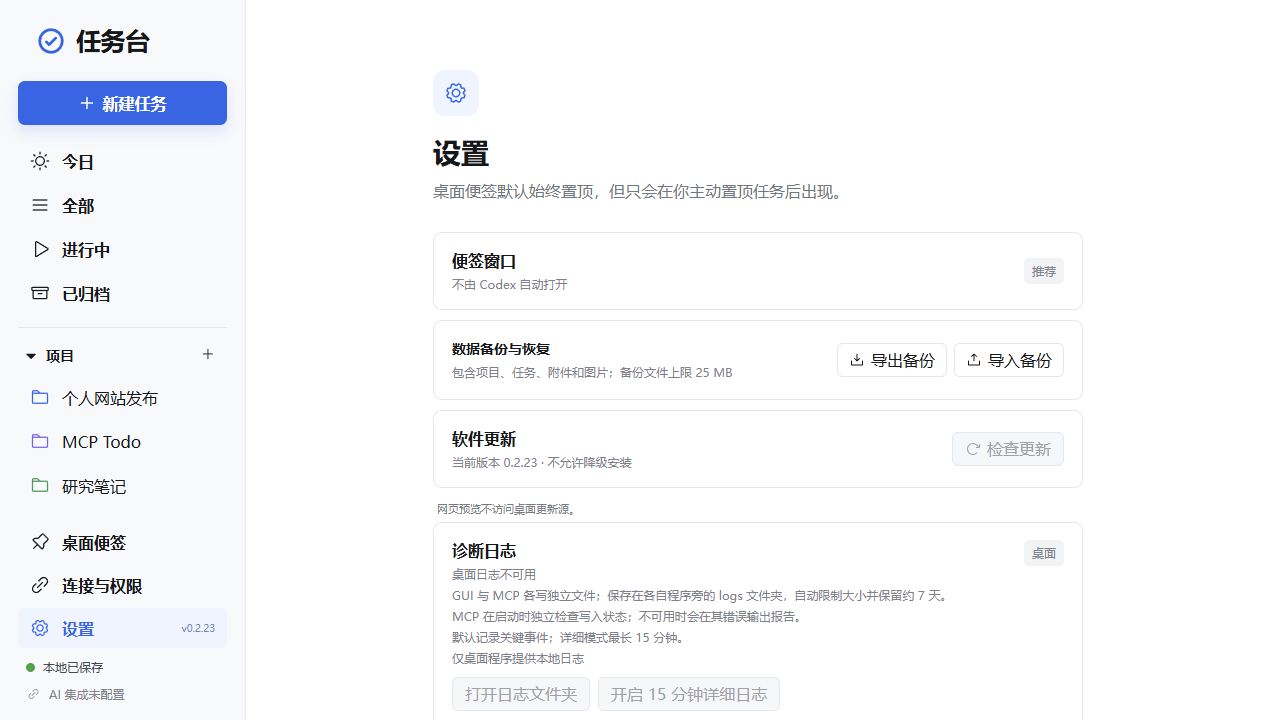 任务台
新建任务
今日
全部
进行中
已归档
项目
个人网站发布
MCP Todo
研究笔记
桌面便签
连接与权限
设置 v0.2.23
本地已保存
AI 集成未配置
设置
桌面便签默认始终置顶，但只会在你主动置顶任务后出现。
便签窗口
不由 Codex 自动打开
推荐
数据备份与恢复
包含项目、任务、附件和图片；备份文件上限 25 MB
导出备份 导入备份
软件更新
当前版本 0.2.23 · 不允许降级安装
检查更新
网页预览不访问桌面更新源。
诊断日志
桌面日志不可用
桌面
GUI 与 MCP 各写独立文件；保存在各自程序旁的 logs 文件夹，自动限制大小并保留约 7 天。
MCP 在启动时独立检查写入状态；不可用时会在其错误输出报告。
默认记录关键事件；详细模式最长 15 分钟。
仅桌面程序提供本地日志
打开日志文件夹 开启 15 分钟详细日志